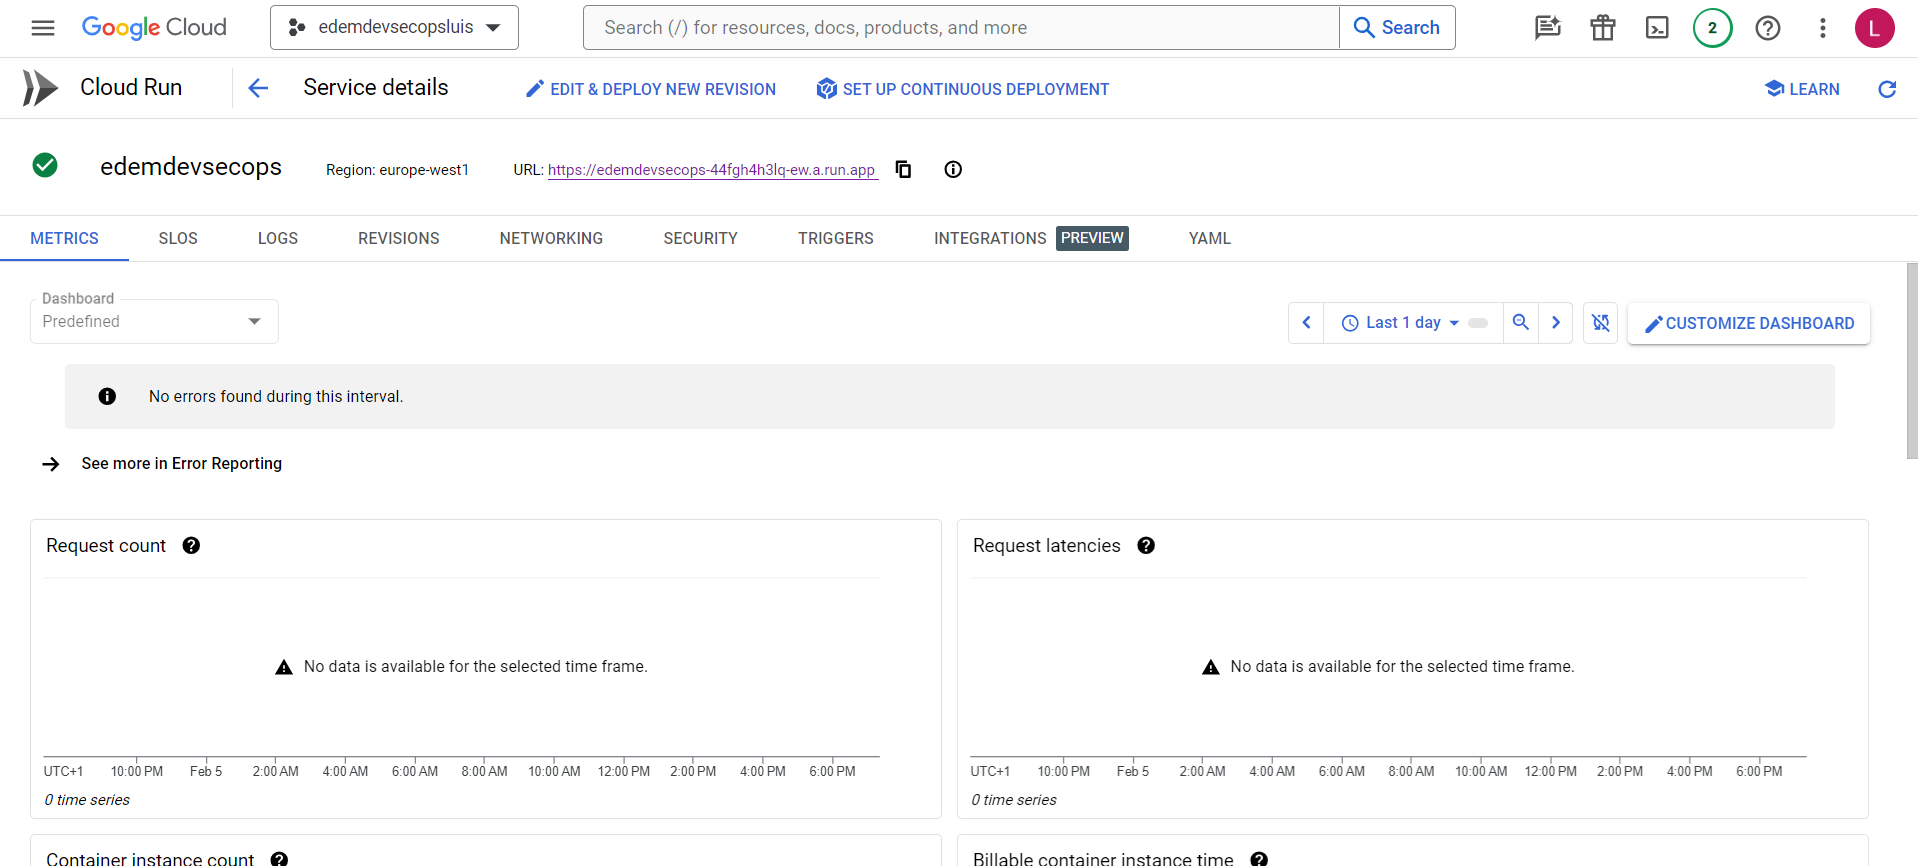 Google Cloud
edemdevsecopsluis
Search (/) for resources, docs, products, and more
Search
2
L
Cloud Run
Service details
EDIT & DEPLOY NEW REVISION
SET UP CONTINUOUS DEPLOYMENT
LEARN
edemdevsecops
Region: europe-west1
URL: https://edemdevsecops-44fgh4h3lq-ew.a.run.app
METRICS
SLOS
LOGS
REVISIONS
NETWORKING
SECURITY
TRIGGERS
INTEGRATIONS PREVIEW
YAML
Dashboard
Predefined
Last 1 day
CUSTOMIZE DASHBOARD
No errors found during this interval.
See more in Error Reporting
Request count
No data is available for the selected time frame.
UTC+1 10:00 PM Feb 5 2:00 AM 4:00 AM 6:00 AM 8:00 AM 10:00 AM 12:00 PM 2:00 PM 4:00 PM 6:00 PM
0 time series
Request latencies
No data is available for the selected time frame.
UTC+1 10:00 PM Feb 5 2:00 AM 4:00 AM 6:00 AM 8:00 AM 10:00 AM 12:00 PM 2:00 PM 4:00 PM 6:00 PM
0 time series
Container instance count
Billable container instance time